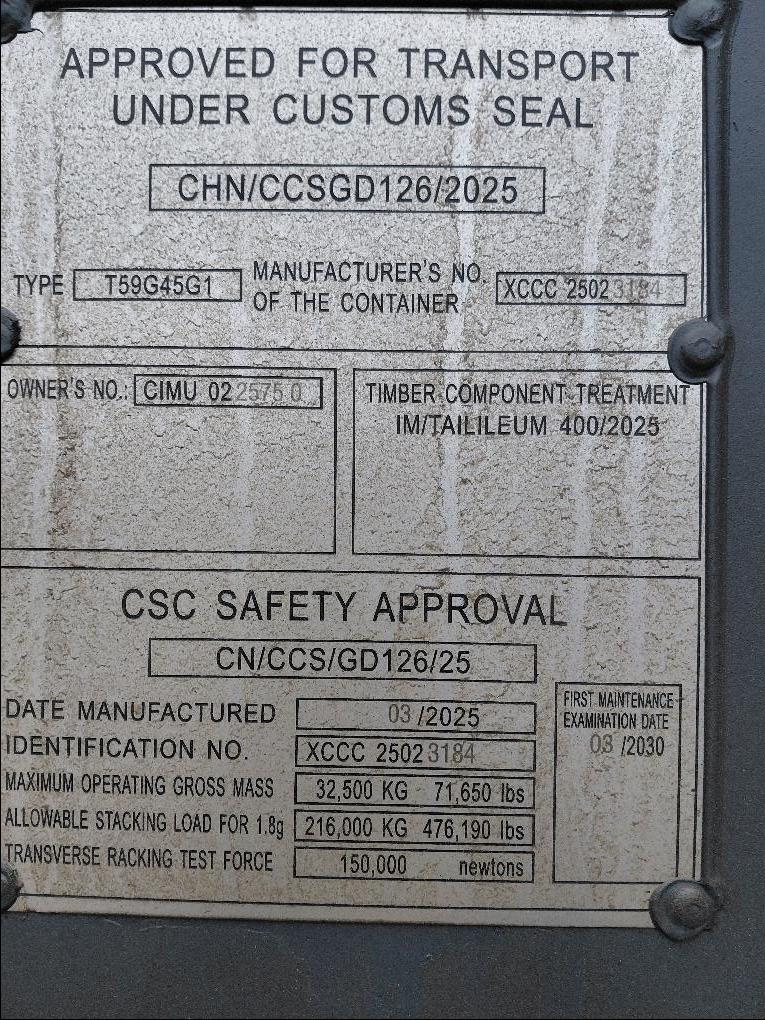 APPROVED FOR TRANSPORT
UNDER CUSTOMS SEAL
CHN/CCSGD126/2025
TYPE T59G45G1
MANUFACTURER'S NO.
OF THE CONTAINER
XCCC 25023184
OWNER'S NO.: CIMU 022575 0
TIMBER COMPONENT TREATMENT
IM/TAILILEUM 400/2025
CSC SAFETY APPROVAL
CN/CCS/GD126/25
DATE MANUFACTURED 03/2025
IDENTIFICATION NO. XCCC 25023184
MAXIMUM OPERATING GROSS MASS 32,500 KG 71,650 lbs
ALLOWABLE STACKING LOAD FOR 1.8g 216,000 KG 476,190 lbs
TRANSVERSE RACKING TEST FORCE 150,000 newtons
FIRST MAINTENANCE
EXAMINATION DATE
03 /2030